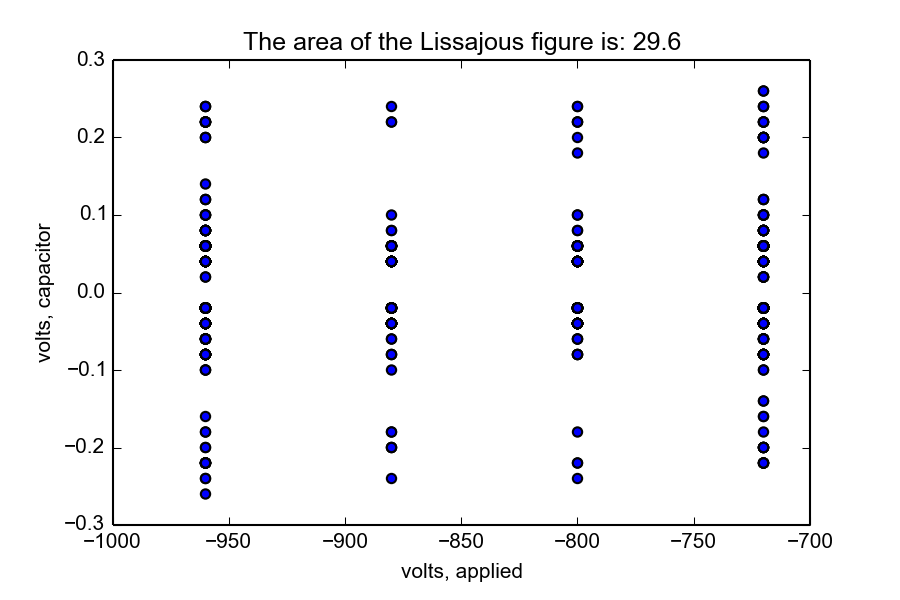 The area of the Lissajous figure is: 29.6
0.3
0.2
0.1
0.0
−0.1
−0.2
−0.3
volts, capacitor
−1000 −950 −900 −850 −800 −750 −700
volts, applied